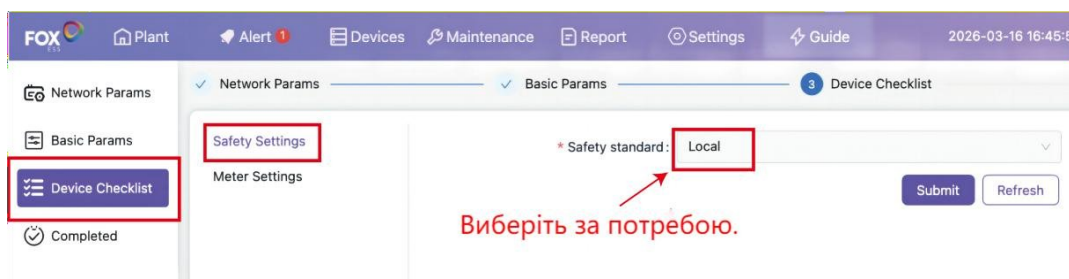 FOX
ESS
Plant
Alert 1
Devices
Maintenance
Report
Settings
Guide
2026-03-16 16:45:5
Network Params
Basic Params
Device Checklist
Completed
Network Params
Basic Params
3 Device Checklist
Safety Settings
Meter Settings
* Safety standard: Local
Submit
Refresh
Виберіть за потребою.